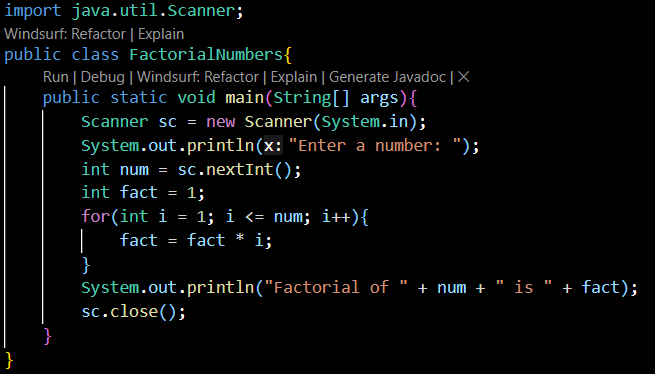 import java.util.Scanner;
Windsurf: Refactor | Explain
public class FactorialNumbers{
Run | Debug | Windsurf: Refactor | Explain | Generate Javadoc | ×
public static void main(String[] args){
Scanner sc = new Scanner(System.in);
System.out.println(x: "Enter a number: ");
int num = sc.nextInt();
int fact = 1;
for(int i = 1; i <= num; i++){
fact = fact * i;
}
System.out.println("Factorial of " + num + " is " + fact);
sc.close();
}
}